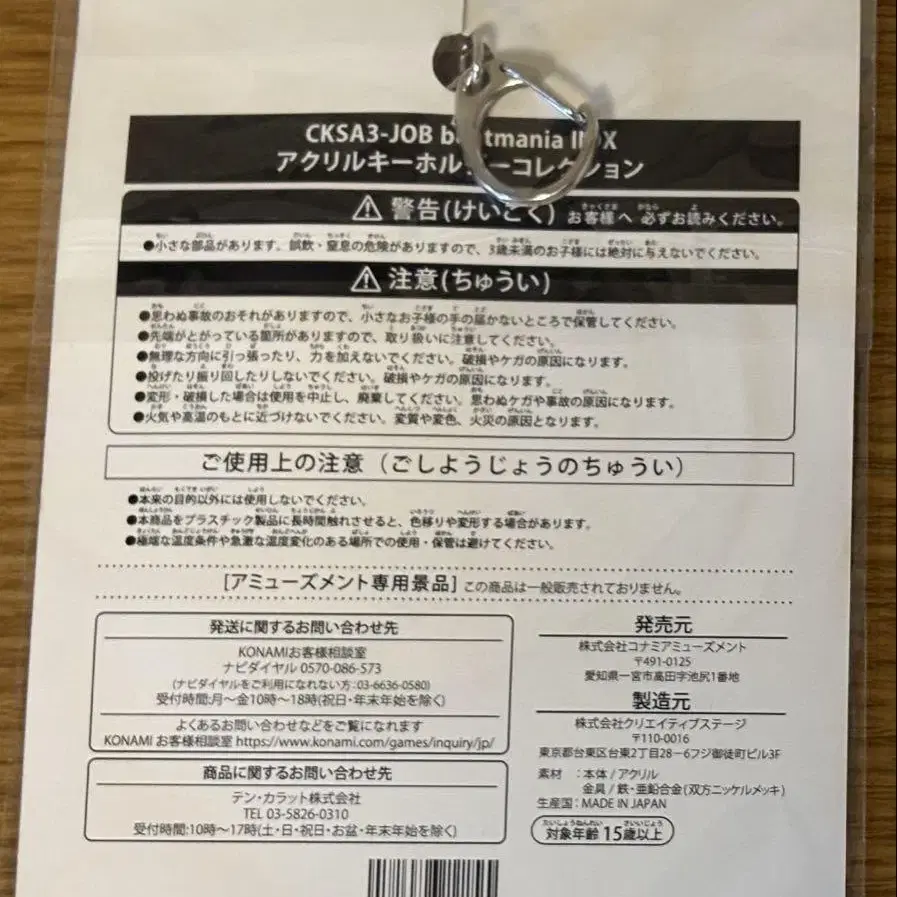 CKSA3-JOB beatmania IIDX
アクリルキーホルダーコレクション
警告(けいこく) お客様へ 必ずお読みください。
●小さな部品があります。誤飲・窒息の危険がありますので、3歳未満のお子様には絶対に与えないでください。
注意(ちゅうい)
●思わぬ事故のおそれがありますので、小さなお子様の手の届かないところで保管してください。
●先端がとがっている箇所がありますので、取り扱いに注意してください。
●無理な方向に引っ張ったり、力を加えないでください。破損やケガの原因になります。
●投げたり振り回したりしないでください。破損やケガの原因になります。
●変形・破損した場合は使用を中止し、廃棄してください。思わぬケガや事故の原因になります。
●火気や高温のもとに近づけないでください。変質や変色、火災の原因となります。
ご使用上の注意(ごしようじょうのちゅうい)
●本来の目的以外には使用しないでください。
●本商品をプラスチック製品に長時間触れさせると、色移りや変形する場合があります。
●極端な温度条件や急激な温度変化のある場所での使用・保管は避けてください。
[アミューズメント専用景品] この商品は一般販売されておりません。
発送に関するお問い合わせ先
KONAMIお客様相談室
ナビダイヤル 0570-086-573
(ナビダイヤルをご利用になれない方:03-6636-0580)
受付時間:月〜金10時〜18時(祝日・年末年始を除く)
よくあるお問い合わせなどをご覧になれます
KONAMI お客様相談室 https://www.konami.com/games/inquiry/jp/
商品に関するお問い合わせ先
テン・カラット株式会社
TEL 03-5826-0310
受付時間:10時〜17時(土・日・祝日・お盆・年末年始を除く)
発売元
株式会社コナミアミューズメント
〒491-0125
愛知県一宮市高田字池尻1番地
製造元
株式会社クリエイティブステージ
〒110-0016
東京都台東区台東2丁目28-6フジ御徒町ビル3F
素材 :本体/アクリル
金具/鉄・亜鉛合金(双方ニッケルメッキ)
生産国:MADE IN JAPAN
対象年齢 15歳以上